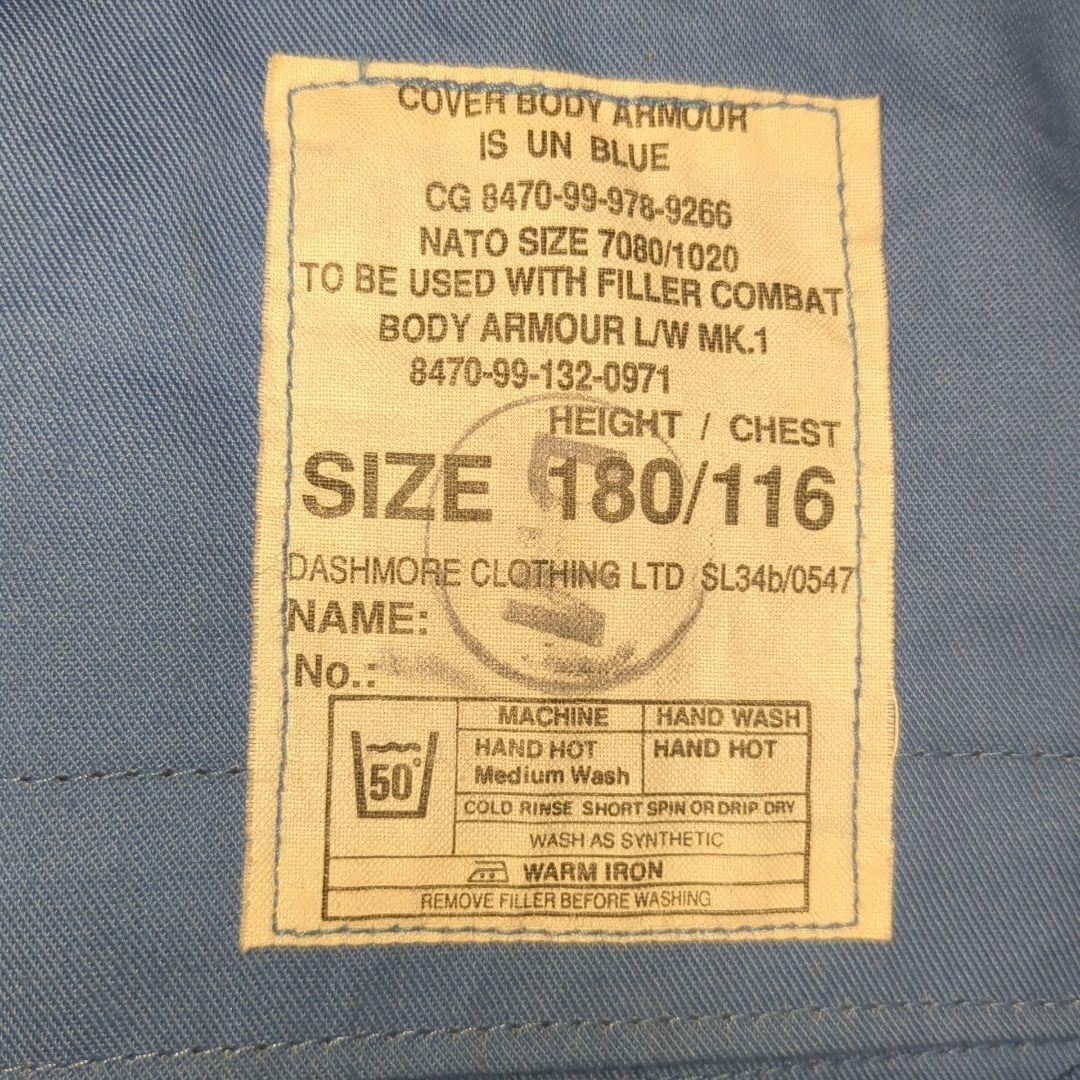 COVER BODY ARMOUR
IS UN BLUE
CG 8470-99-978-9266
NATO SIZE 7080/1020
TO BE USED WITH FILLER COMBAT
BODY ARMOUR L/W MK.1
8470-99-132-0971
HEIGHT / CHEST
SIZE 180/116
DASHMORE CLOTHING LTD SL34b/0547
NAME:
No.:
50°
MACHINE
HAND WASH
HAND HOT
Medium Wash
HAND HOT
COLD RINSE SHORT SPIN OR DRIP DRY
WASH AS SYNTHETIC
WARM IRON
REMOVE FILLER BEFORE WASHING